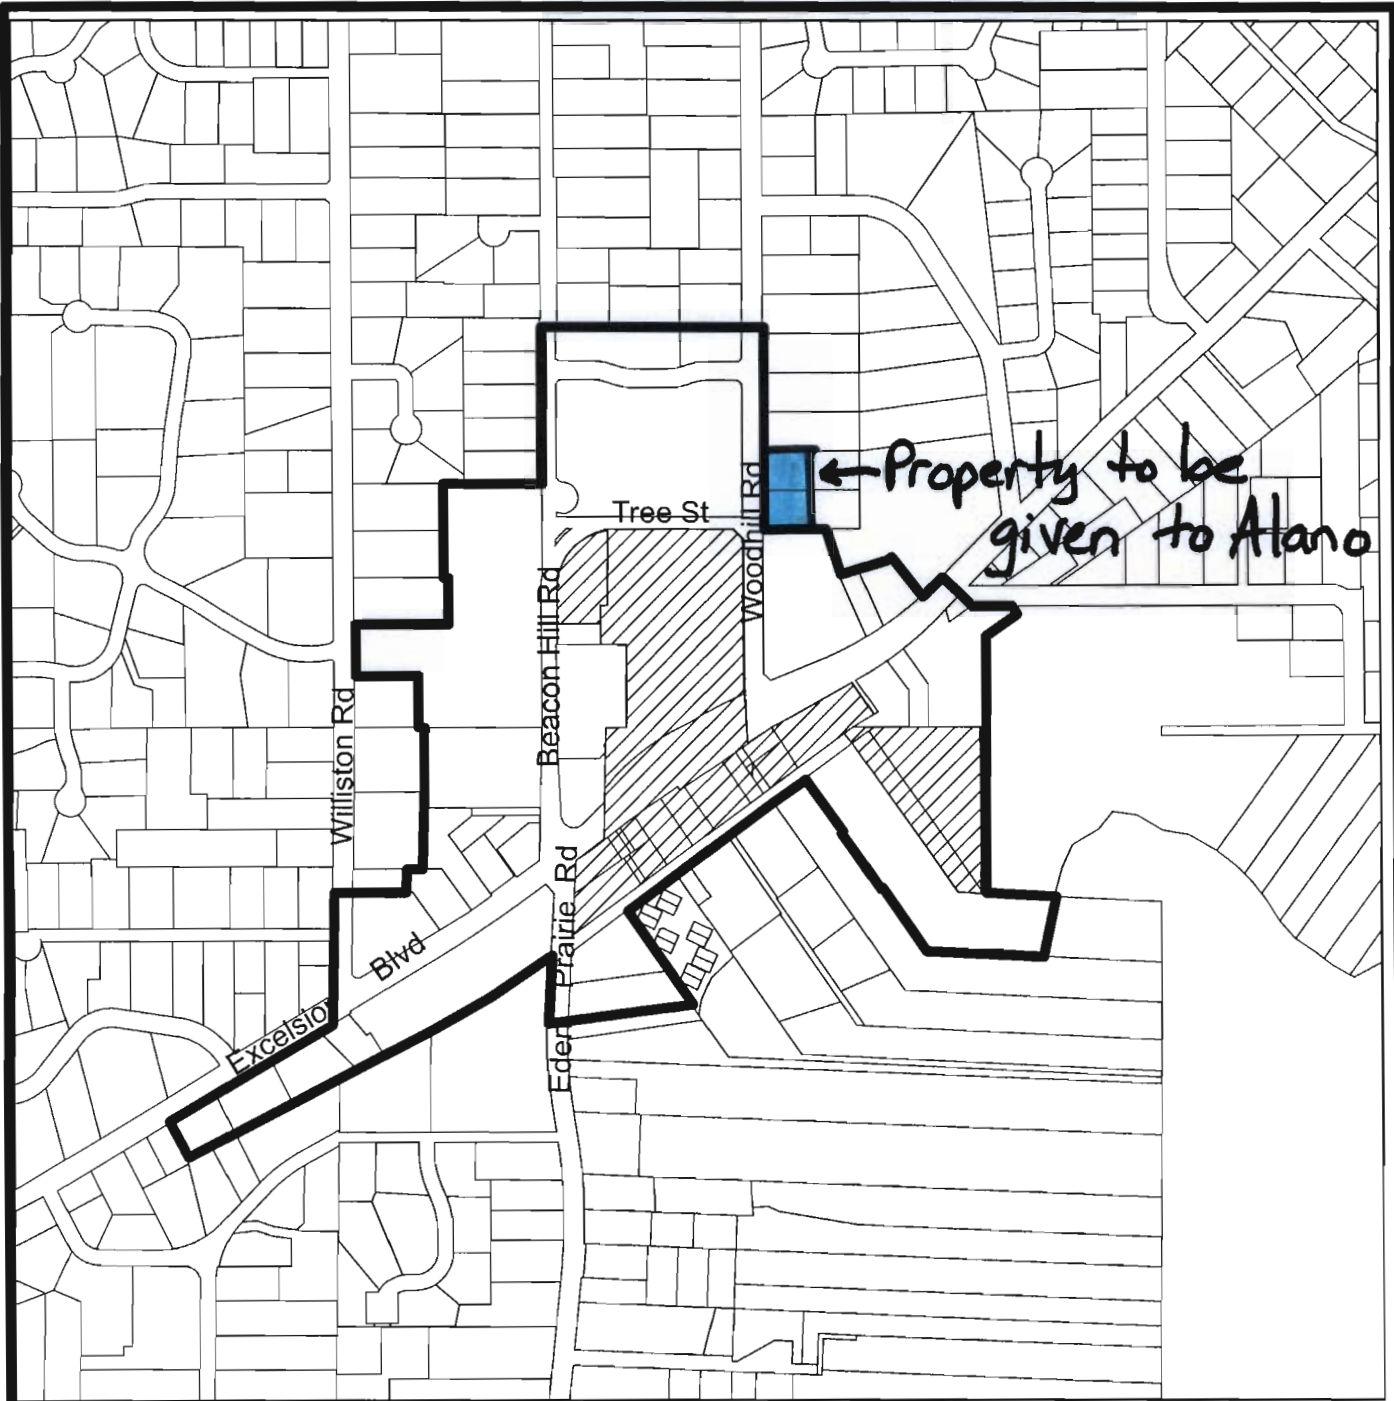 ←Property to be
given to Alano
Tree St
Woodhill Rd
Beacon Hill Rd
Williston Rd
Eden Prairie Rd
Excelsior Blvd